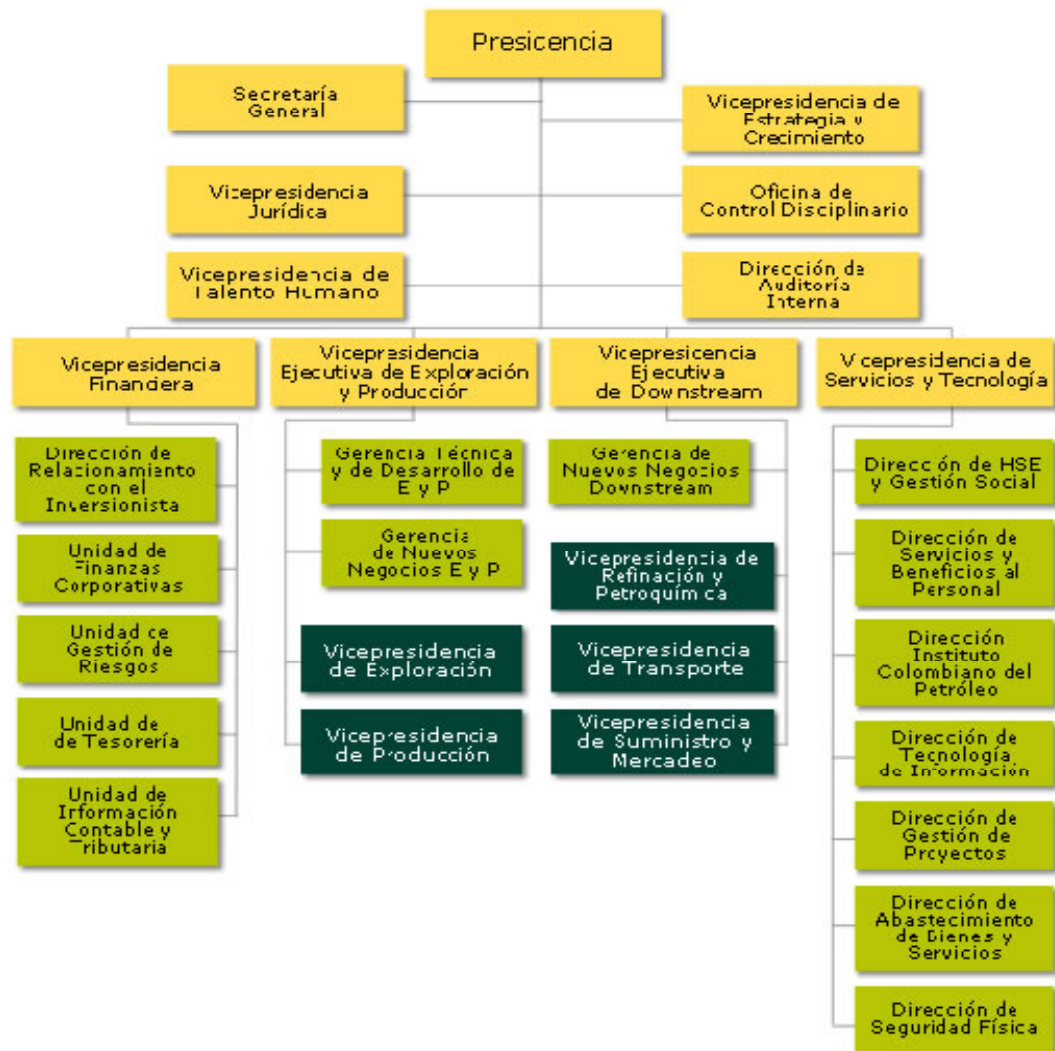 Presicencia
Secretaría
General
Vicepresidencia de
Estrategia y
Crecimiento
Vicepresidencia
Jurídica
Oficina de
Control Disciplinario
Vicepresidencia de
Talento Humano
Dirección de
Auditoría
Interna
Vicepresidencia
Financiera
Vicepresidencia
Ejecutiva de Exploración
y Producción
Vicepresicencia
Ejecutiva
de Downstream
Vicepresidencia de
Servicios y Tecnología
Dirección de
Relacionamiento
con el
Inversionista
Unidad de
Finanzas
Corporativas
Unidad de
Gestión de
Riesgos
Unidad de
de Tesorería
Unidad de
Información
Contable y
Tributaria
Gerencia Técnica
y de Desarrollo de
E y P
Gerencia
de Nuevos
Negocios E y P
Vicepresidencia
de Exploración
Vicepresidencia
de Producción
Gerencia de
Nuevos Negocios
Downstream
Vicepresidencia de
Refinación y
Petroquímica
Vicepresidencia
de Transporte
Vicepresidencia
de Suministro y
Mercadeo
Dirección de HSE
y Gestión Social
Dirección de
Servicios y
Beneficios al
Personal
Dirección
Instituto
Colombiano del
Petróleo
Dirección de
Tecnología
de Información
Dirección de
Gestión de
Proyectos
Dirección de
Abastecimiento
de Bienes y
Servicios
Dirección de
Seguridad Física